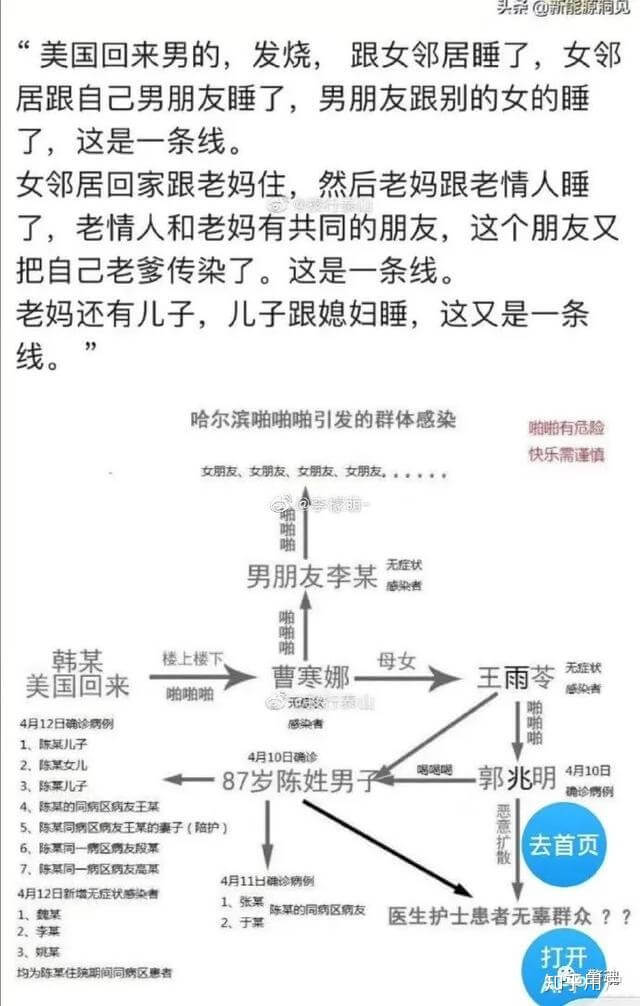 头条 @新能源洞见
“ 美国回来男的，发烧， 跟女邻居睡了，女邻
居跟自己男朋友睡了，男朋友跟别的女的睡
了，这是一条线。
女邻居回家跟老妈住，然后老妈跟老情人睡
了，老情人和老妈有共同的朋友，这个朋友又
把自己老爹传染了。这是一条线。
老妈还有儿子，儿子跟媳妇睡，这又是一条
线。”
哈尔滨啪啪啪引发的群体感染
啪啪有危险
快乐需谨慎
女朋友、女朋友、女朋友、女朋友......
啪啪啪
男朋友李某
无症状
感染者
啪啪啪
韩某
美国回来
楼上楼下
啪啪啪
曹寒娜
无症状
感染者
母女
王雨苓
无症状
感染者
啪啪啪
4月12日确诊病例
1、陈某儿子
2、陈某女儿
3、陈某儿子
4、陈某的同病区病友王某
5、陈某同病区病友王某的妻子（陪护）
6、陈某同一病区病友段某
7、陈某同一病区病友高某
4月12日新增无症状感染者
1、魏某
2、李某
3、姚某
均为陈某住院期间同病区患者
4月10日确诊
87岁陈姓男子
喝喝喝
郭兆明
4月10日
确诊病例
恶意扩散
去首页
4月11日确诊病例
1、张某
2、于某
陈某的同病区病友
医生护士患者无辜群众 ？？
打开